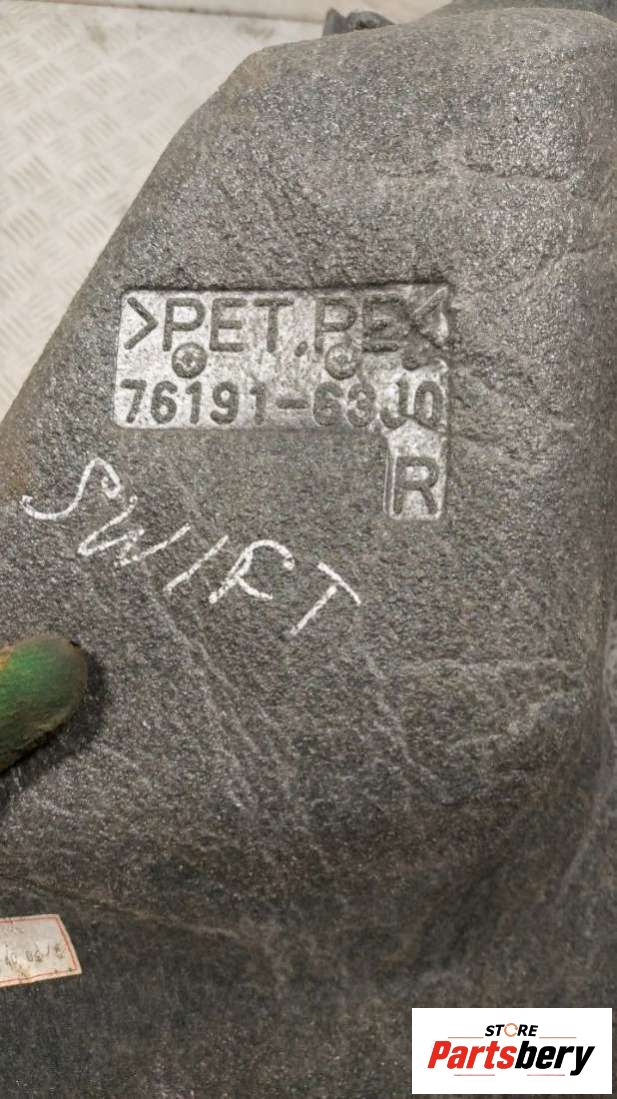 >PET.PE<
76191-63J0
R
SWIFT
STORE
Partsbery